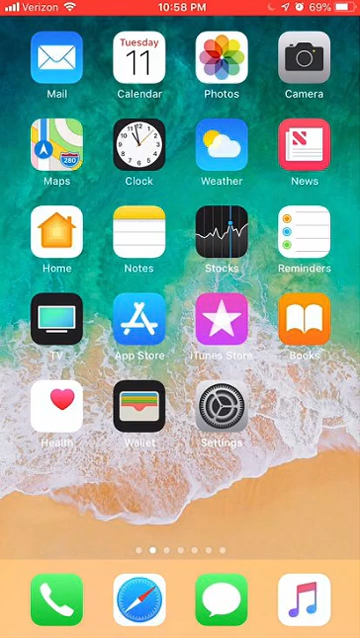 Verizon 10:58 PM 69%
Tuesday
11
Mail Calendar Photos Camera
280
Maps Clock Weather News
Home Notes Stocks Reminders
TV App Store iTunes Store Books
Health Wallet Settings